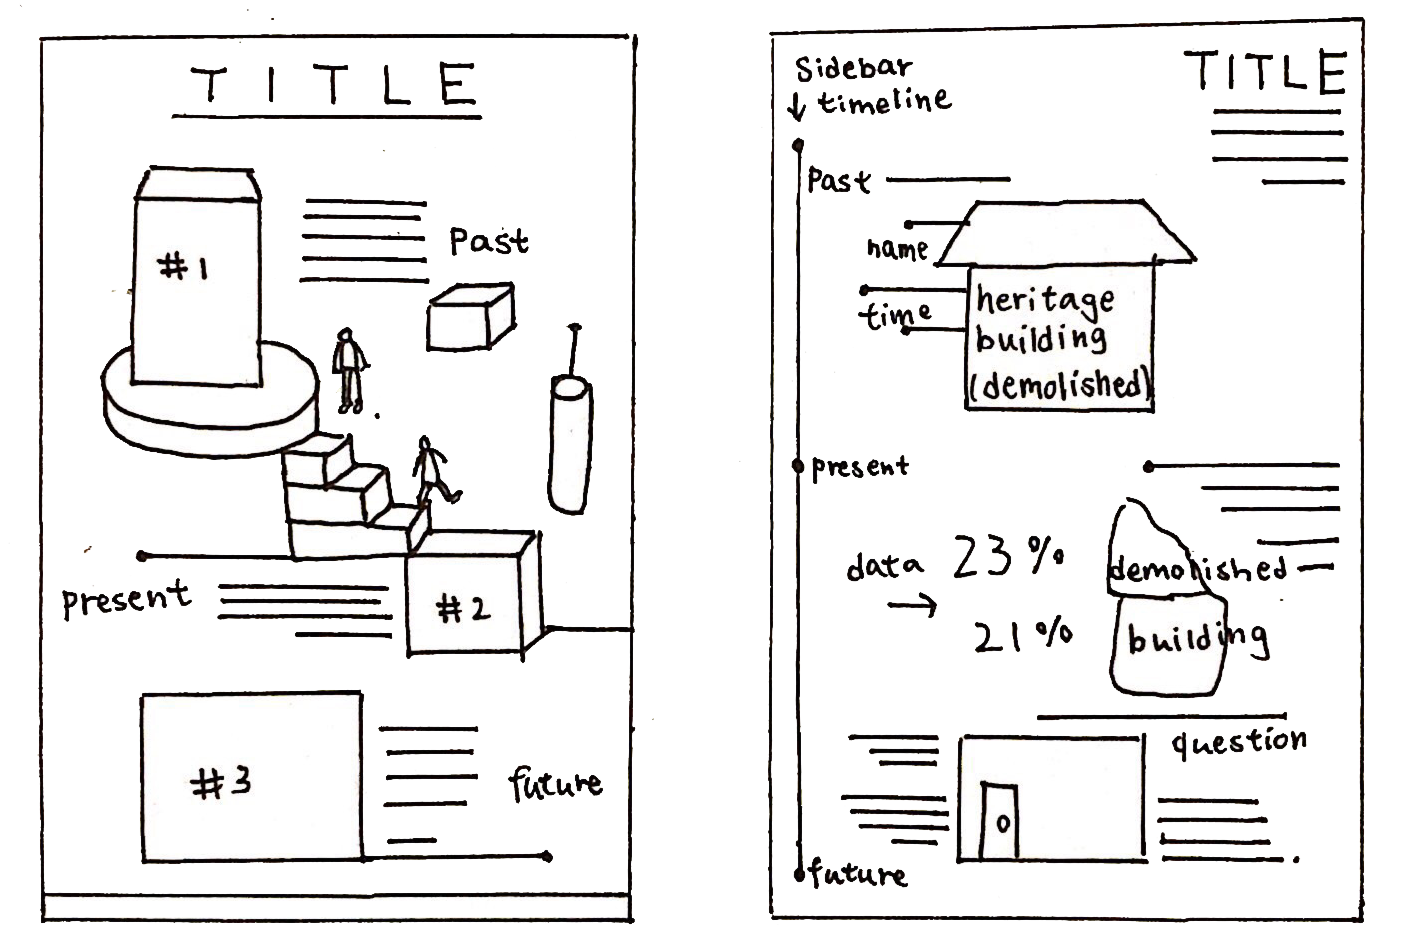 TITLE
#1
Past
present
#2
#3
future
Sidebar
timeline
TITLE
Past
name
time
heritage
building
(demolished)
present
data
23%
demolished
21%
building
question
future